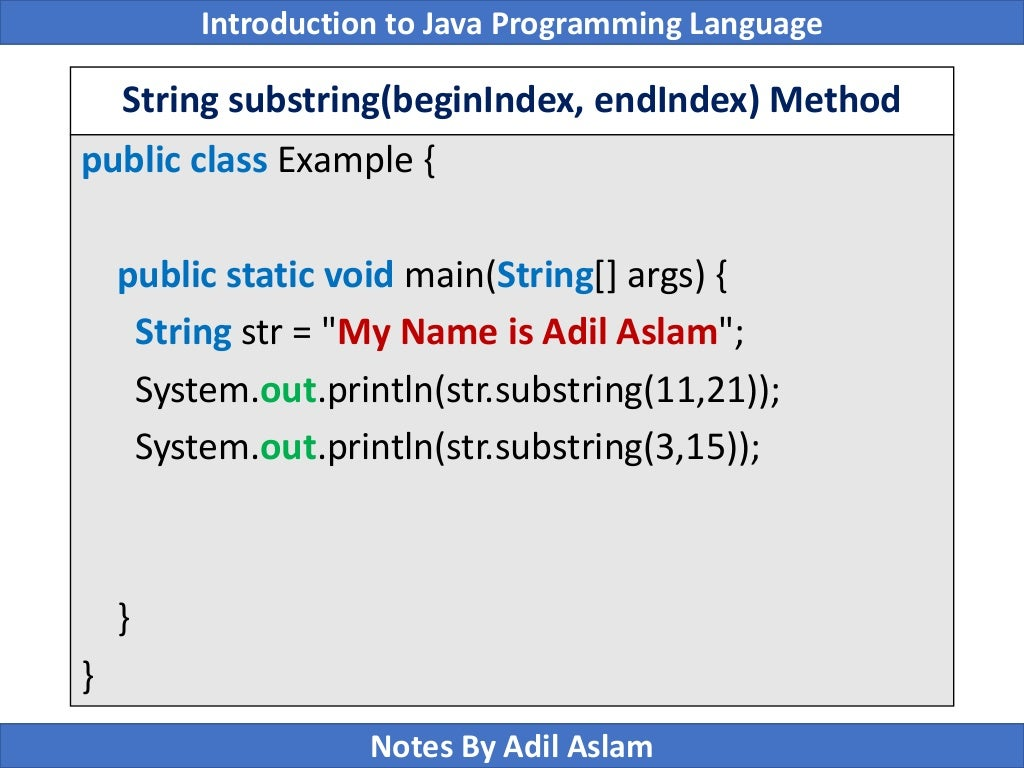 Introduction to Java Programming Language
String substring(beginIndex, endIndex) Method
public class Example {
public static void main(String[] args) {
String str = "My Name is Adil Aslam";
System.out.println(str.substring(11,21));
System.out.println(str.substring(3,15));
}
}
Notes By Adil Aslam